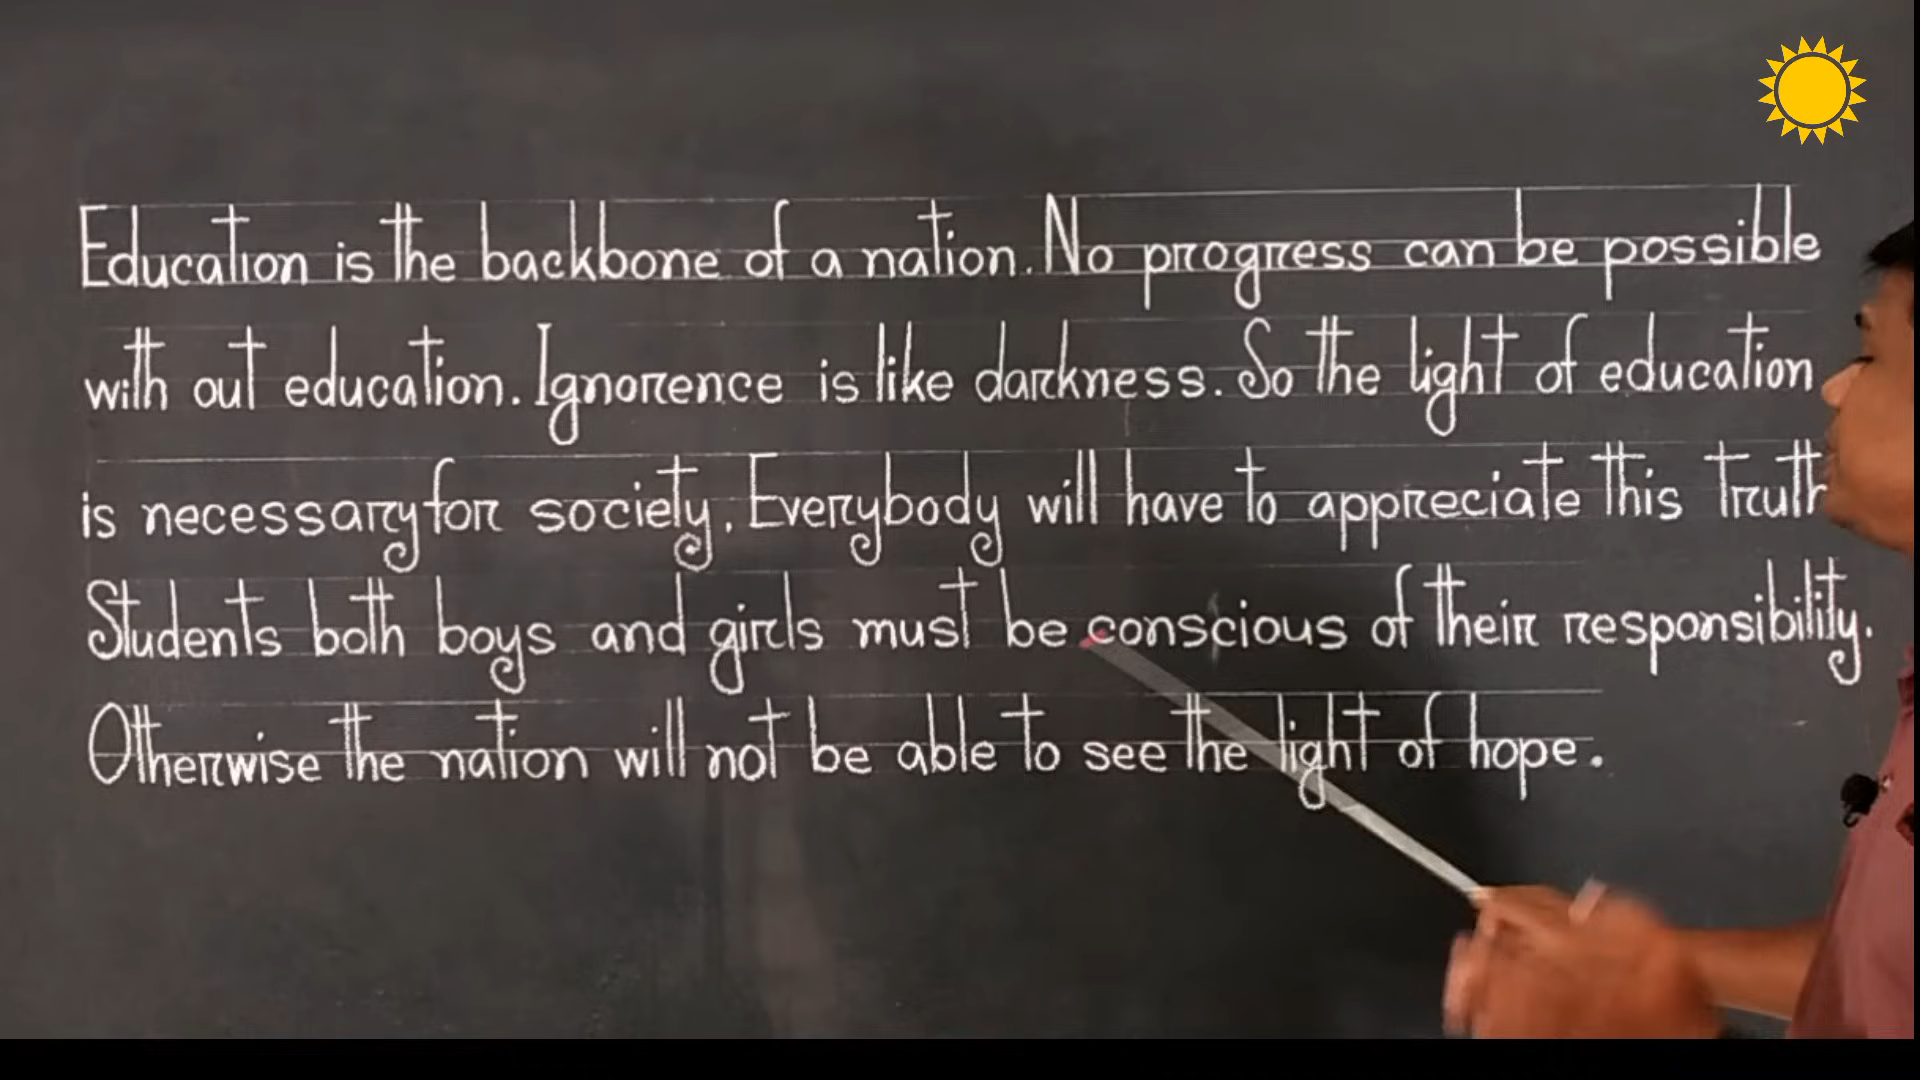 Education is the backbone of a nation. No progress can be possible
with out education. Ignorence is like darkness. So the light of education
is necessary for society. Everybody will have to appreciate this truth
Students both boys and girls must be conscious of their responsibility.
Otherwise the nation will not be able to see the light of hope.